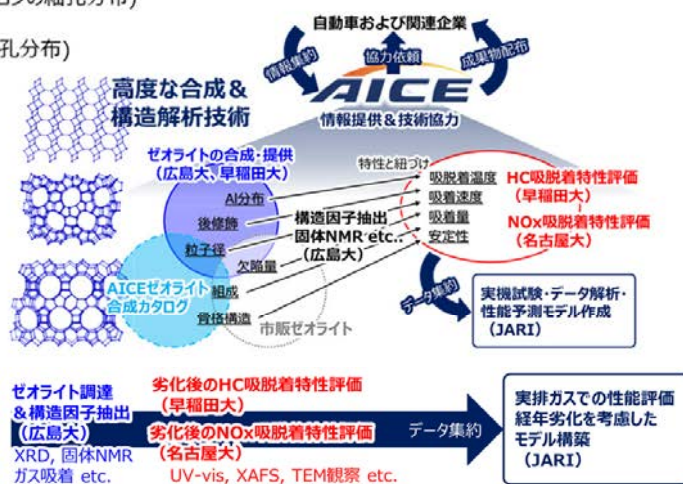 コンの細孔分布)
孔分布)
自動車および関連企業
情報集約
協力依頼
成果物配布
AICE
情報提供＆技術協力
高度な合成＆
構造解析技術
ゼオライトの合成・提供
(広島大、早稲田大)
特性と紐づけ
Al分布
後修飾
粒子径
欠陥量
組成
骨格構造
構造因子抽出
固体NMR etc..
(広島大)
吸脱着温度
吸着速度
吸着量
安定性
HC吸脱着特性評価
(早稲田大)
NOx吸脱着特性評価
(名古屋大)
AICEゼオライト
合成カタログ
市販ゼオライト
データ集約
実機試験・データ解析・
性能予測モデル作成
(JARI)
ゼオライト調達
＆構造因子抽出
(広島大)
XRD, 固体NMR
ガス吸着 etc.
劣化後のHC吸脱着特性評価
(早稲田大)
劣化後のNOx吸脱着特性評価
(名古屋大)
UV-vis, XAFS, TEM観察 etc.
データ集約
実排ガスでの性能評価
経年劣化を考慮した
モデル構築
(JARI)